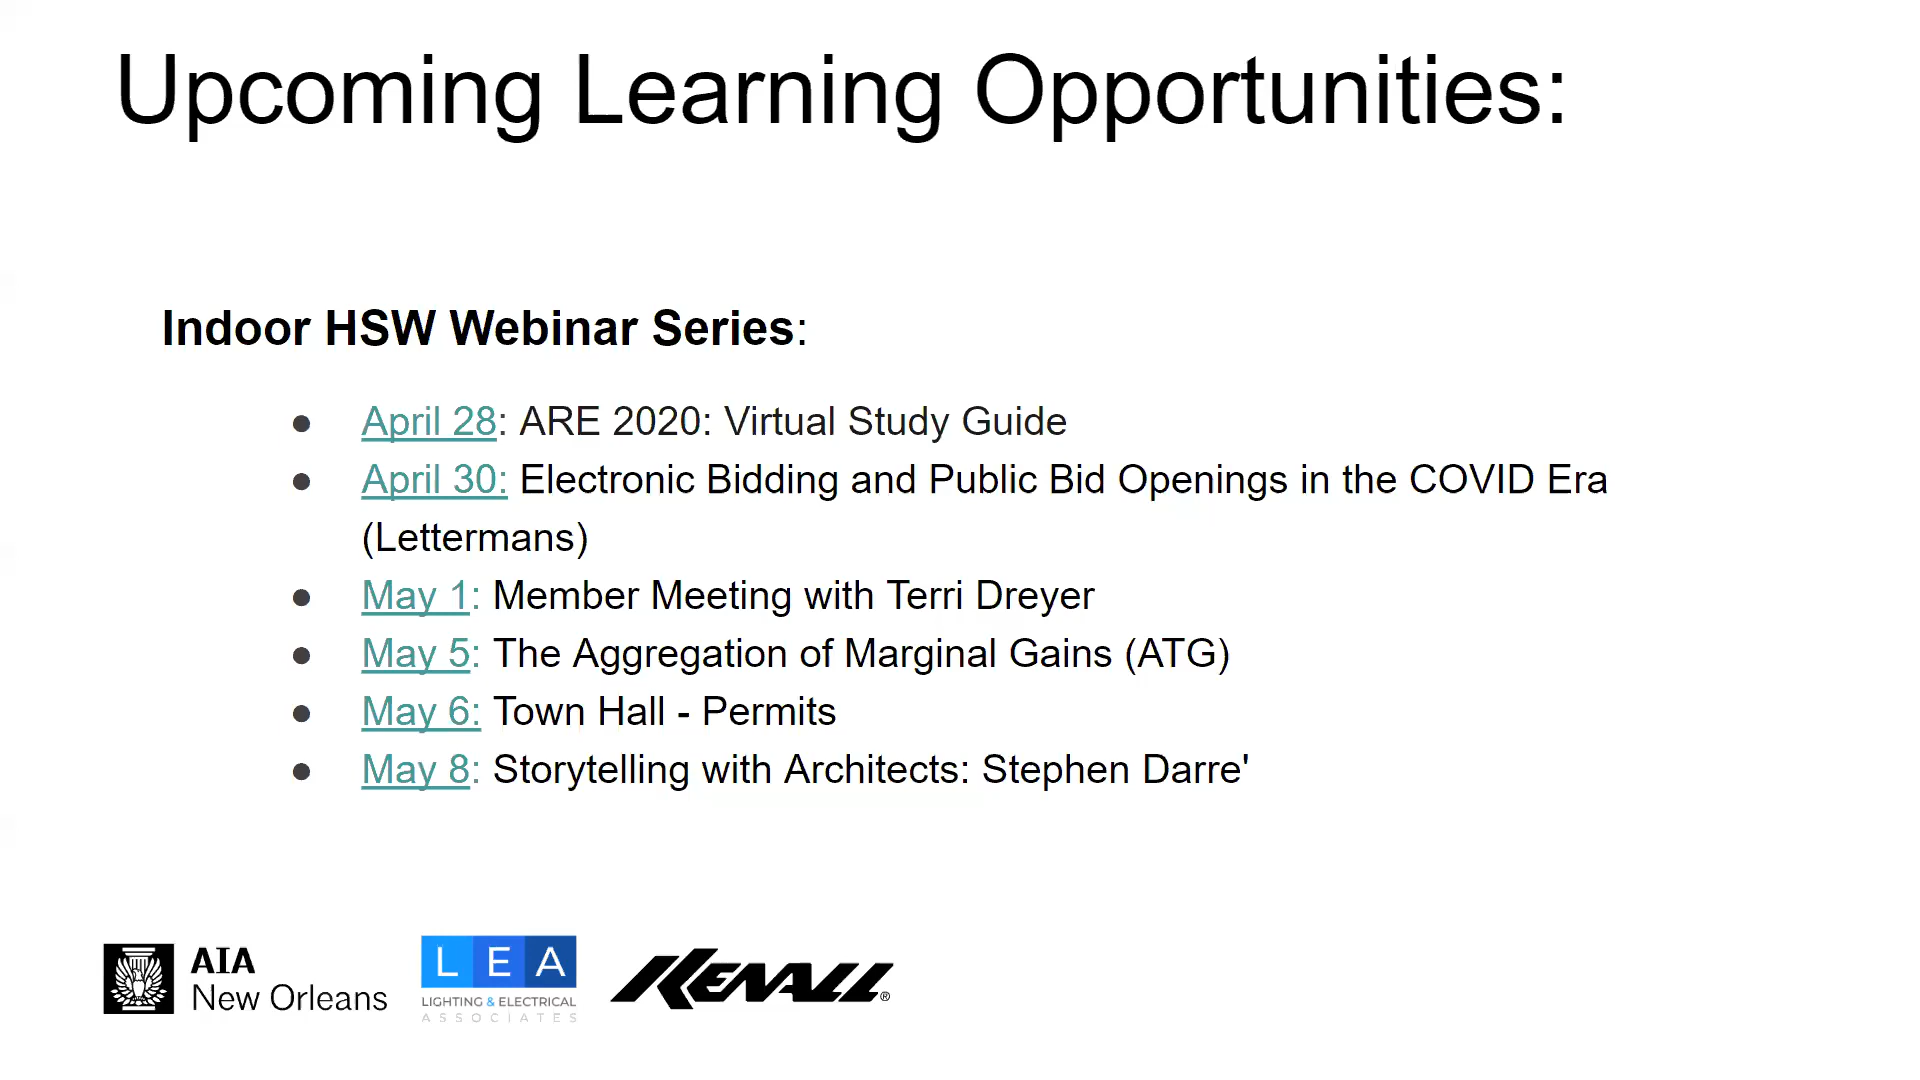 Upcoming Learning Opportunities:
Indoor HSW Webinar Series:
● April 28: ARE 2020: Virtual Study Guide
● April 30: Electronic Bidding and Public Bid Openings in the COVID Era
(Lettermans)
● May 1: Member Meeting with Terri Dreyer
● May 5: The Aggregation of Marginal Gains (ATG)
● May 6: Town Hall - Permits
● May 8: Storytelling with Architects: Stephen Darre'
AIA
New Orleans
LEA
LIGHTING & ELECTRICAL
ASSOCIATES
KENALL®